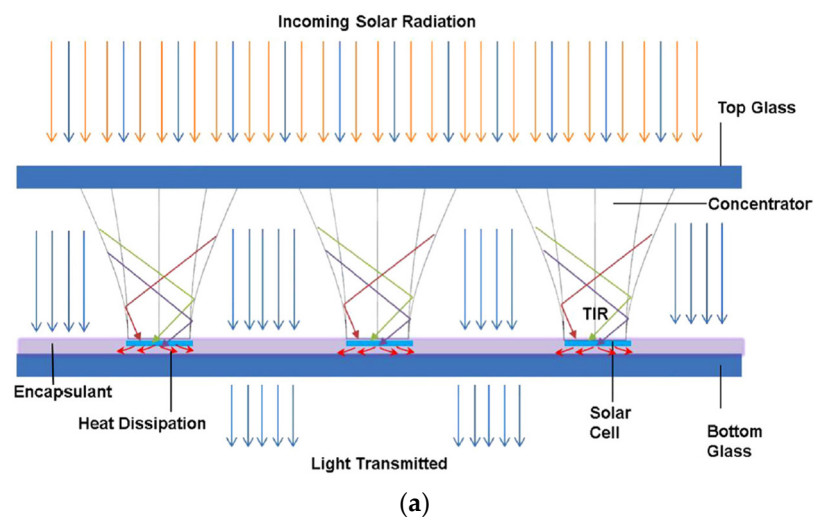 Incoming Solar Radiation
Top Glass
Concentrator
TIR
Encapsulant
Heat Dissipation
Solar
Cell
Bottom
Glass
Light Transmitted
(a)